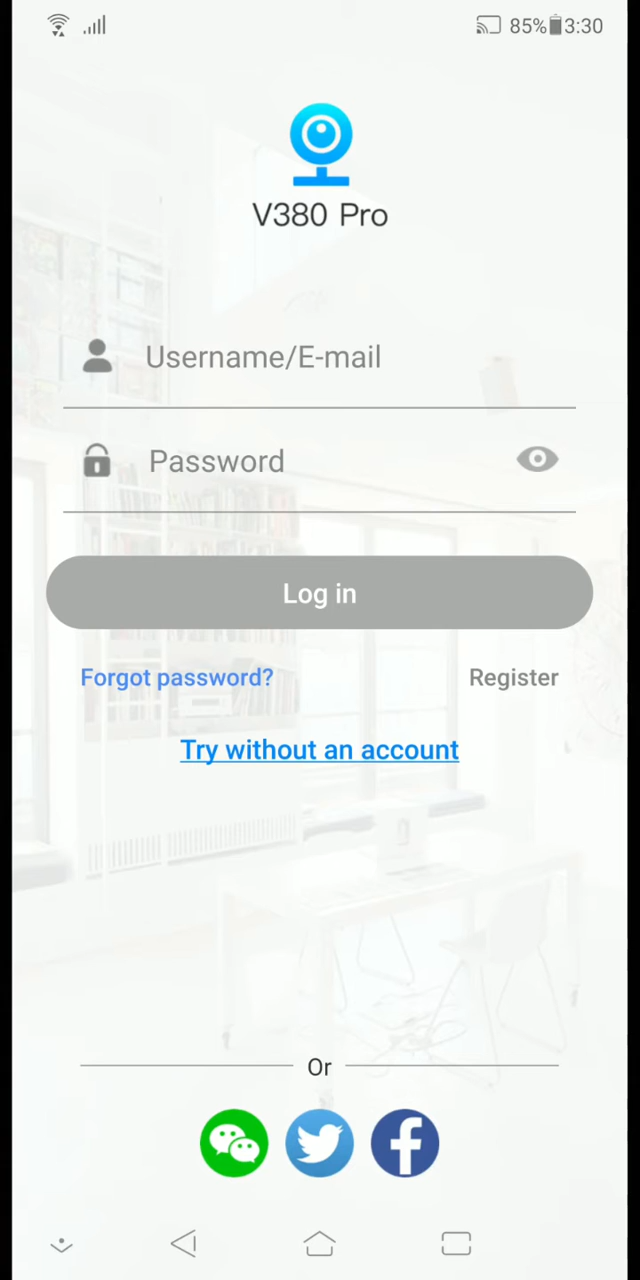 85% 3:30
V380 Pro
Username/E-mail
Password
Log in
Forgot password? Register
Try without an account
Or